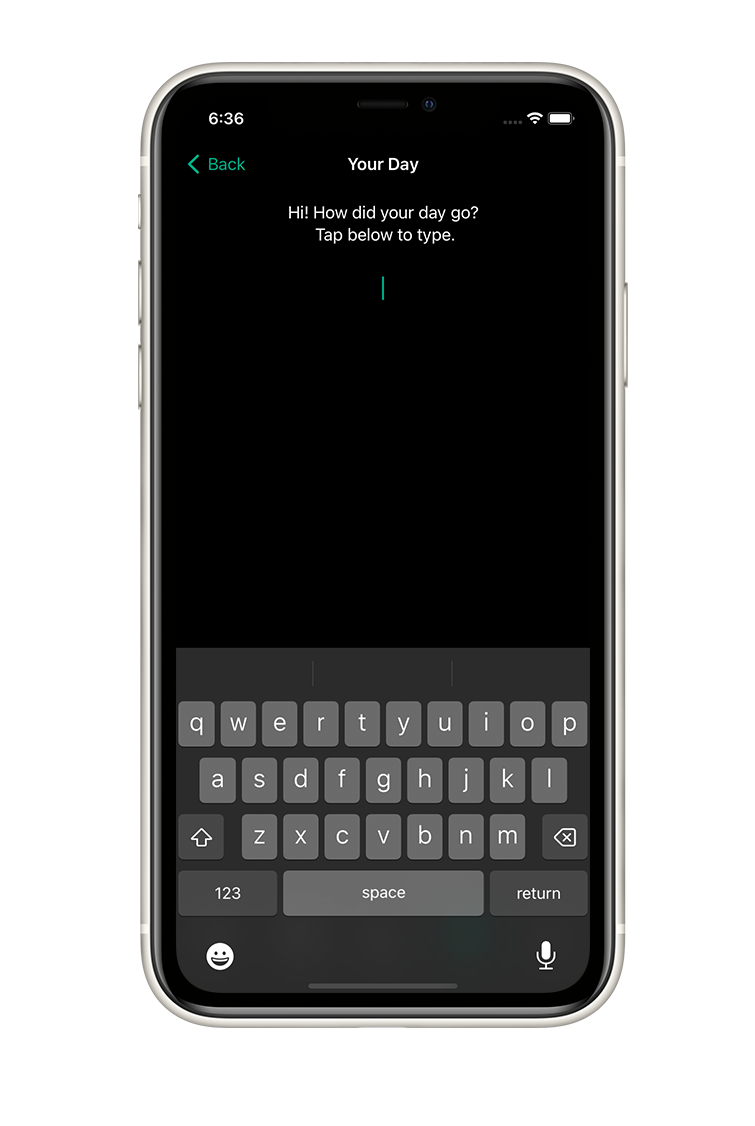 6:36
Back
Your Day
Hi! How did your day go?
Tap below to type.
q w e r t y u i o p
a s d f g h j k l
z x c v b n m
123 space return